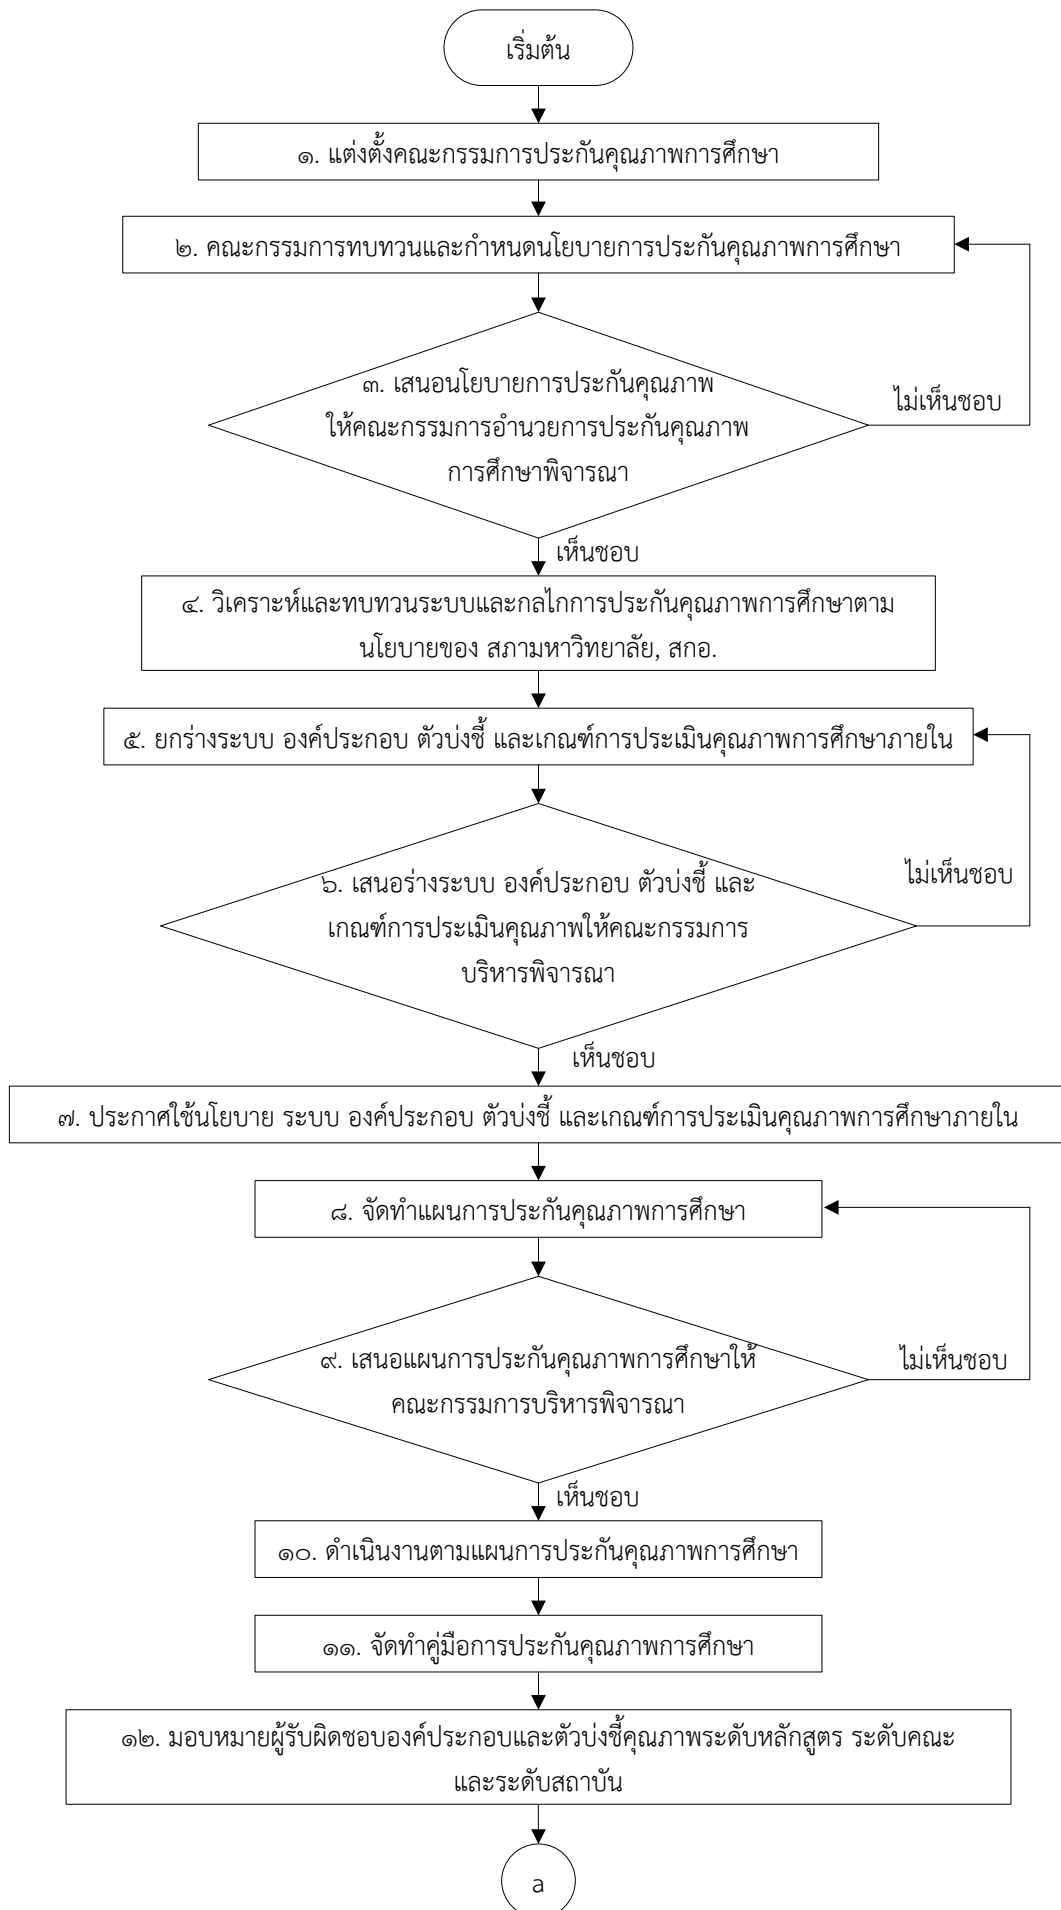 เริ่มต้น
๑. แต่งตั้งคณะกรรมการประกันคุณภาพการศึกษา
๒. คณะกรรมการทบทวนและกำหนดนโยบายการประกันคุณภาพการศึกษา
๓. เสนอนโยบายการประกันคุณภาพ
ให้คณะกรรมการอำนวยการประกันคุณภาพ
การศึกษาพิจารณา
ไม่เห็นชอบ
เห็นชอบ
๔. วิเคราะห์และทบทวนระบบและกลไกการประกันคุณภาพการศึกษาตาม
นโยบายของ สภามหาวิทยาลัย, สกอ.
๕. ยกร่างระบบ องค์ประกอบ ตัวบ่งชี้ และเกณฑ์การประเมินคุณภาพการศึกษาภายใน
๖. เสนอร่างระบบ องค์ประกอบ ตัวบ่งชี้ และ
เกณฑ์การประเมินคุณภาพให้คณะกรรมการ
บริหารพิจารณา
ไม่เห็นชอบ
เห็นชอบ
๗. ประกาศใช้นโยบาย ระบบ องค์ประกอบ ตัวบ่งชี้ และเกณฑ์การประเมินคุณภาพการศึกษาภายใน
๘. จัดทำแผนการประกันคุณภาพการศึกษา
๙. เสนอแผนการประกันคุณภาพการศึกษาให้
คณะกรรมการบริหารพิจารณา
ไม่เห็นชอบ
เห็นชอบ
๑๐. ดำเนินงานตามแผนการประกันคุณภาพการศึกษา
๑๑. จัดทำคู่มือการประกันคุณภาพการศึกษา
๑๒. มอบหมายผู้รับผิดชอบองค์ประกอบและตัวบ่งชี้คุณภาพระดับหลักสูตร ระดับคณะ
และระดับสถาบัน
a